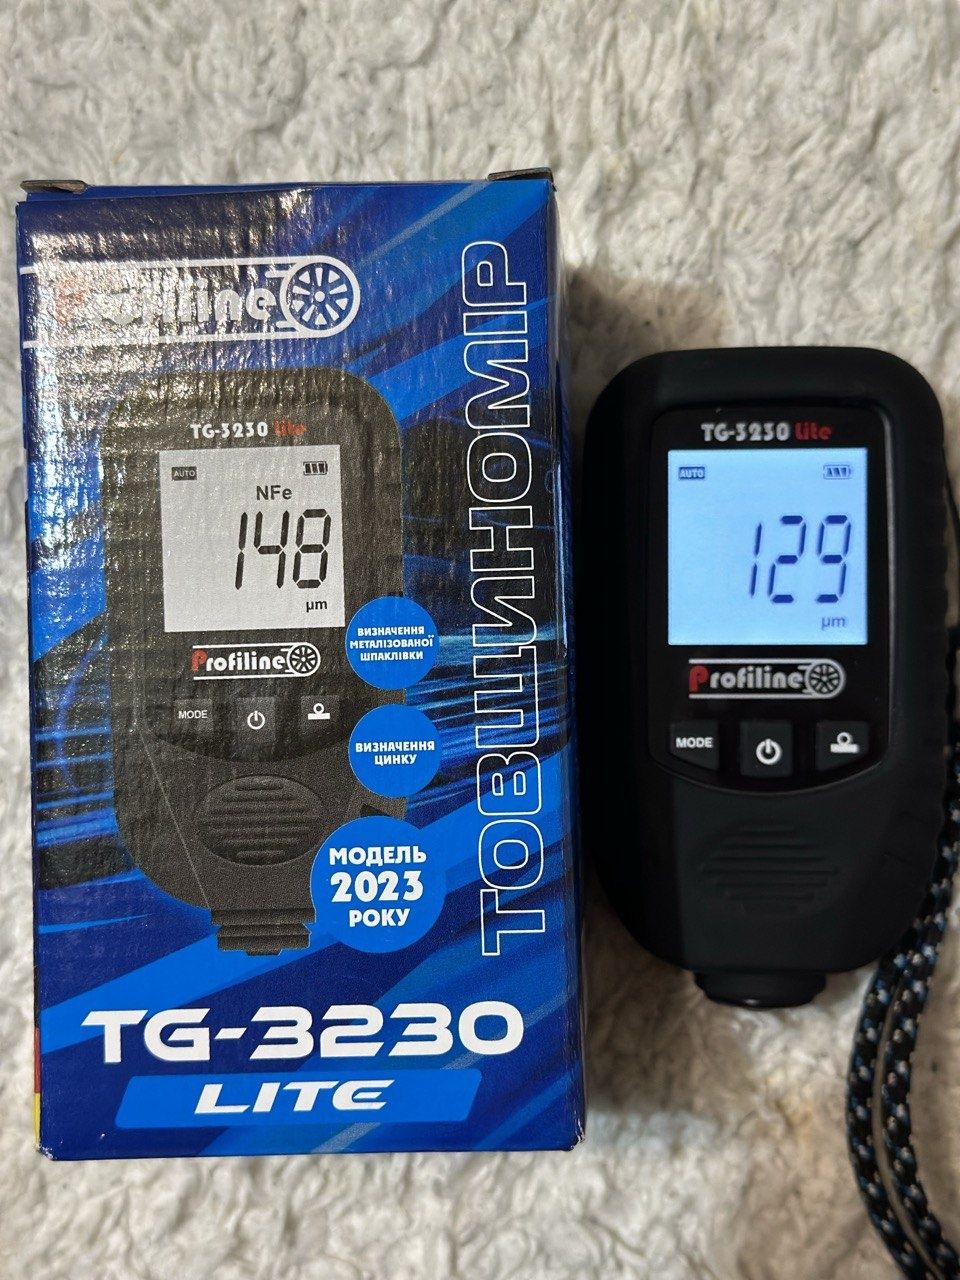 Profiline
TG-3230 Lite
AUTO
NFe
148
µm
Profiline
MODE
ВИЗНАЧЕННЯ
МЕТАЛІЗОВАНОЇ
ШПАКЛІВКИ
ВИЗНАЧЕННЯ
ЦИНКУ
МОДЕЛЬ
2023
РОКУ
ТОВЩИНОМІР
TG-3230
LITE
TG-3230 Lite
AUTO
129
µm
Profiline
MODE